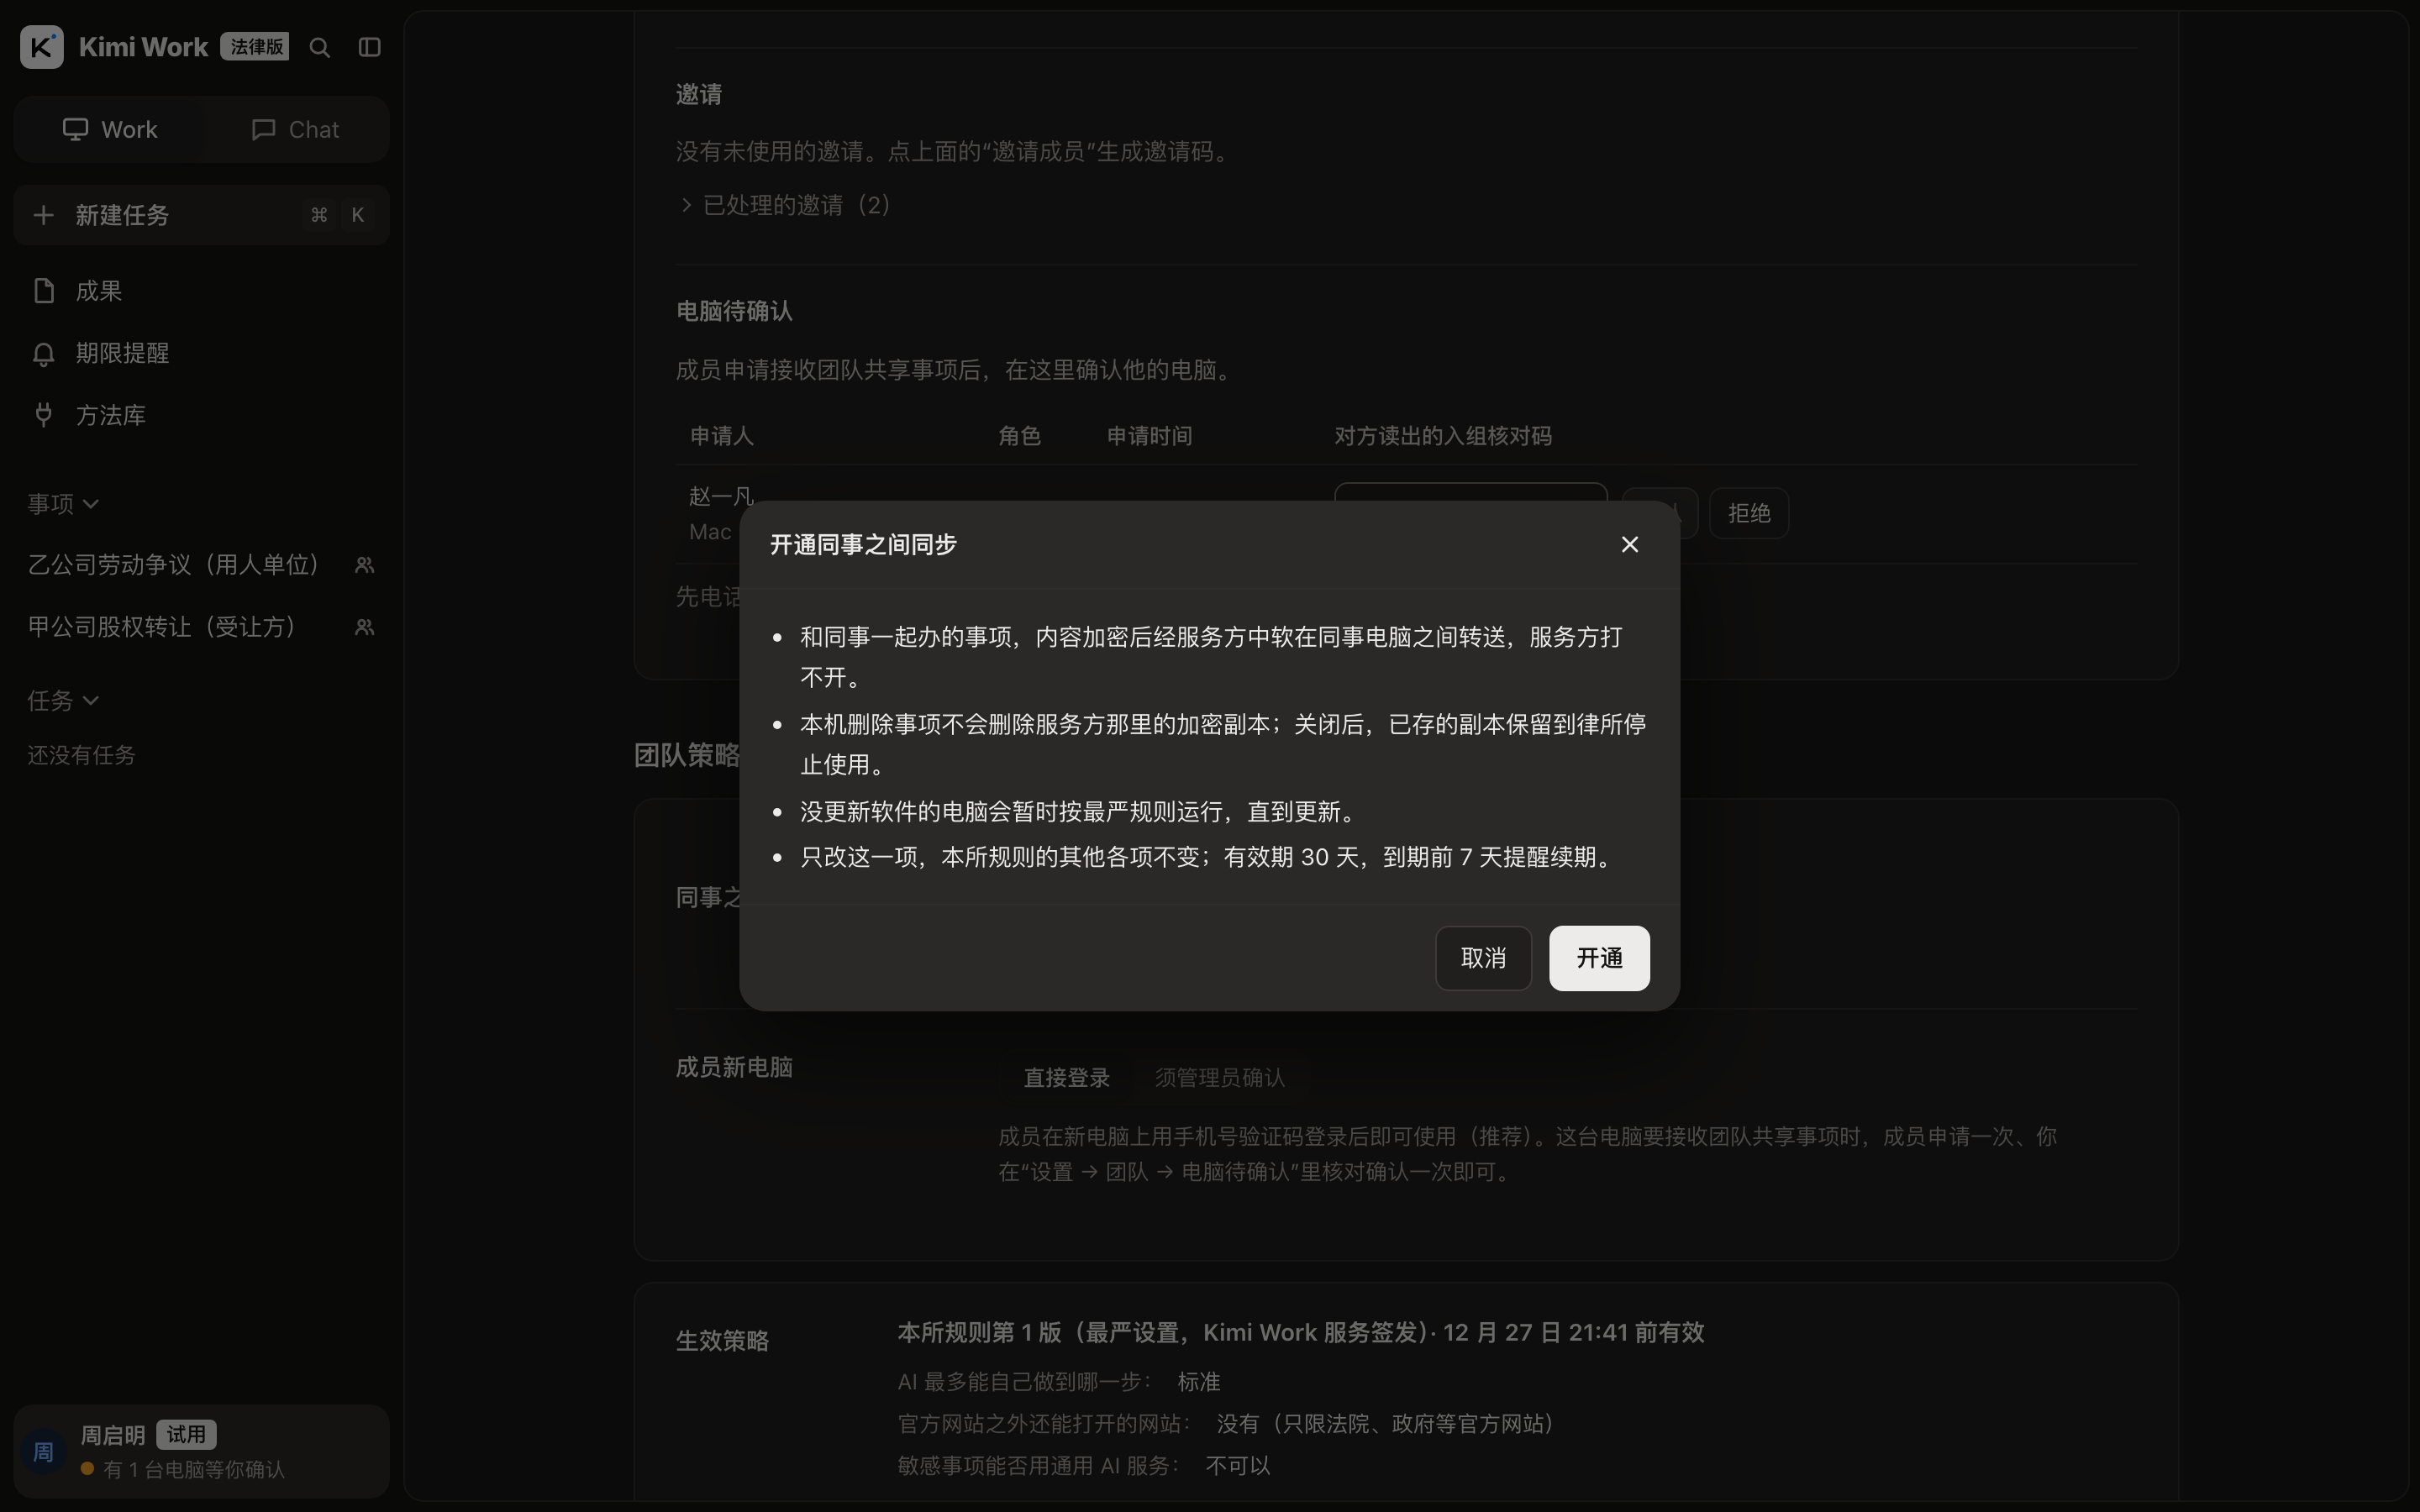 Kimi Work 法律版
Work
Chat
新建任务 ⌘ K
成果
期限提醒
方法库
事项
乙公司劳动争议（用人单位）
甲公司股权转让（受让方）
任务
还没有任务
周 周启明 试用
有 1 台电脑等你确认
邀请
没有未使用的邀请。点上面的“邀请成员”生成邀请码。
已处理的邀请（2）
电脑待确认
成员申请接收团队共享事项后，在这里确认他的电脑。
申请人 角色 申请时间 对方读出的入组核对码
赵一凡
Mac
拒绝
先电话
开通同事之间同步
和同事一起办的事项，内容加密后经服务方中软在同事电脑之间转送，服务方打
不开。
本机删除事项不会删除服务方那里的加密副本；关闭后，已存的副本保留到律所停
止使用。
没更新软件的电脑会暂时按最严规则运行，直到更新。
只改这一项，本所规则的其他各项不变；有效期 30 天，到期前 7 天提醒续期。
取消 开通
团队策略
同事之
成员新电脑
直接登录 须管理员确认
成员在新电脑上用手机号验证码登录后即可使用（推荐）。这台电脑要接收团队共享事项时，成员申请一次、你
在“设置 → 团队 → 电脑待确认”里核对确认一次即可。
生效策略
本所规则第 1 版（最严设置，Kimi Work 服务签发）· 12 月 27 日 21:41 前有效
AI 最多能自己做到哪一步： 标准
官方网站之外还能打开的网站： 没有（只限法院、政府等官方网站）
敏感事项能否用通用 AI 服务： 不可以